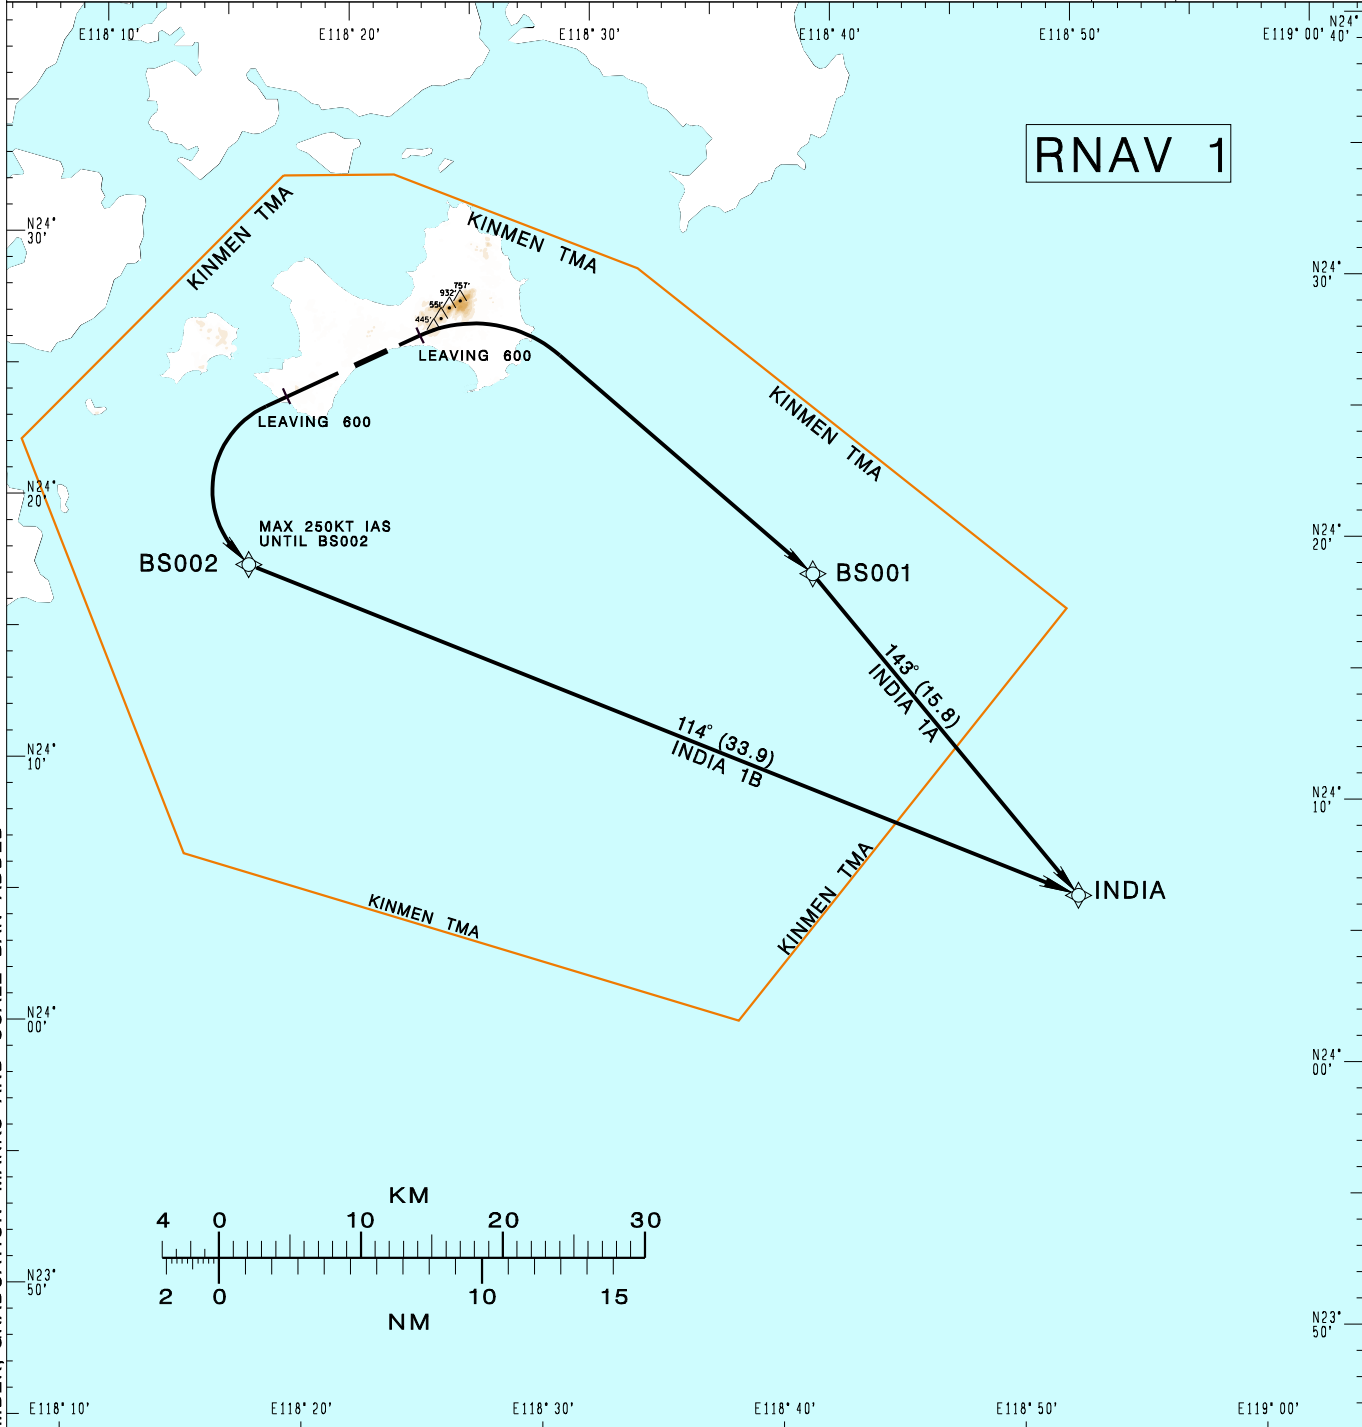 E118° 10'
E118° 20'
E118° 30'
E118° 40'
E118° 50'
E119° 00'
N24°
40'
RNAV 1
KINMEN TMA
KINMEN TMA
N24°
30'
N24°
30'
757'
932'
551'
445'
LEAVING 600
LEAVING 600
KINMEN TMA
N24°
20'
N24°
20'
MAX 250KT IAS
UNTIL BS002
BS002
BS001
143° (15.8)
INDIA 1A
114° (33.9)
INDIA 1B
N24°
10'
N24°
10'
KINMEN TMA
INDIA
KINMEN TMA
N24°
00'
N24°
00'
KM
4 0 10 20 30
2 0 10 15
NM
N23°
50'
N23°
50'
E118° 10'
E118° 20'
E118° 30'
E118° 40'
E118° 50'
E119° 00'